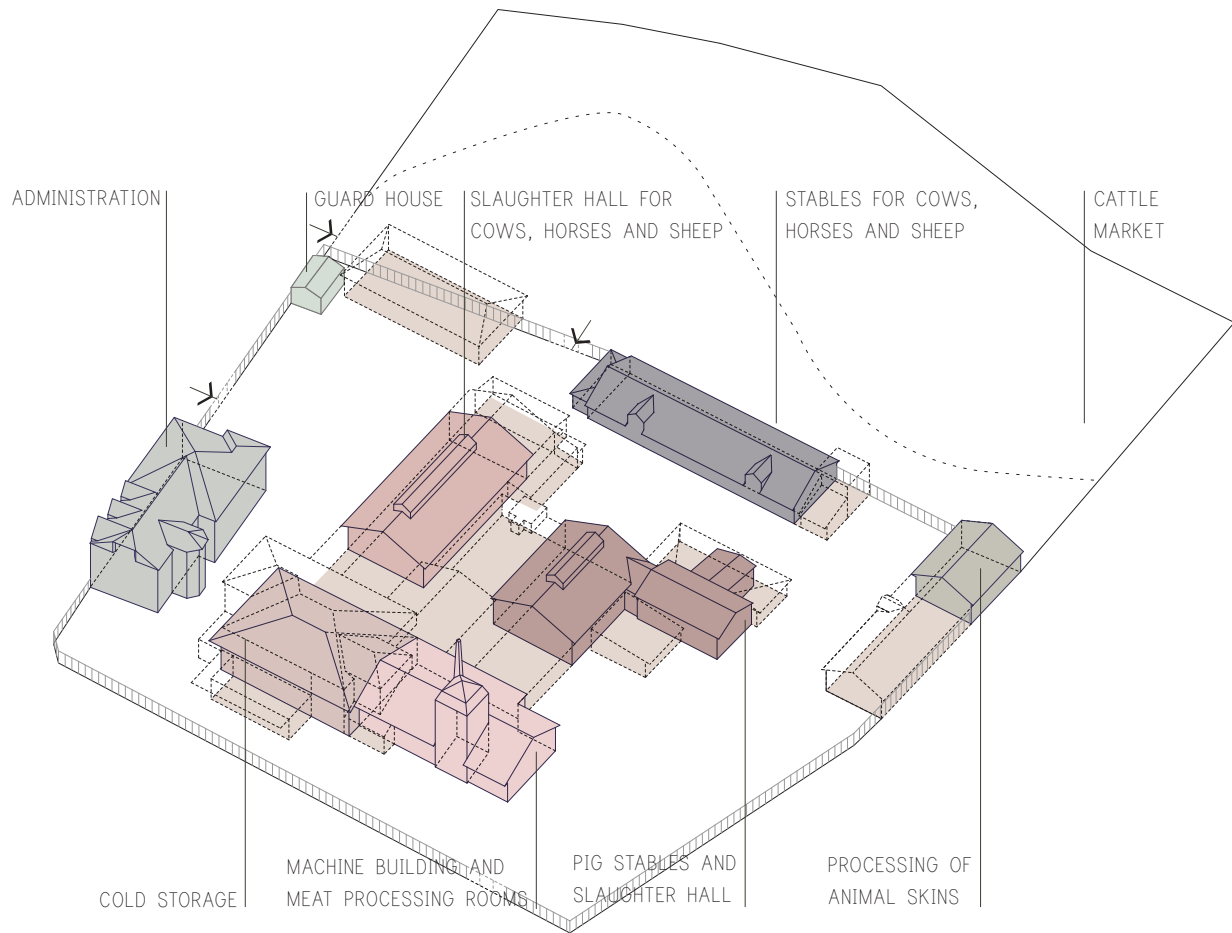 ADMINISTRATION
GUARD HOUSE
SLAUGHTER HALL FOR
COWS, HORSES AND SHEEP
STABLES FOR COWS,
HORSES AND SHEEP
CATTLE
MARKET
COLD STORAGE
MACHINE BUILDING AND
MEAT PROCESSING ROOMS
PIG STABLES AND
SLAUGHTER HALL
PROCESSING OF
ANIMAL SKINS